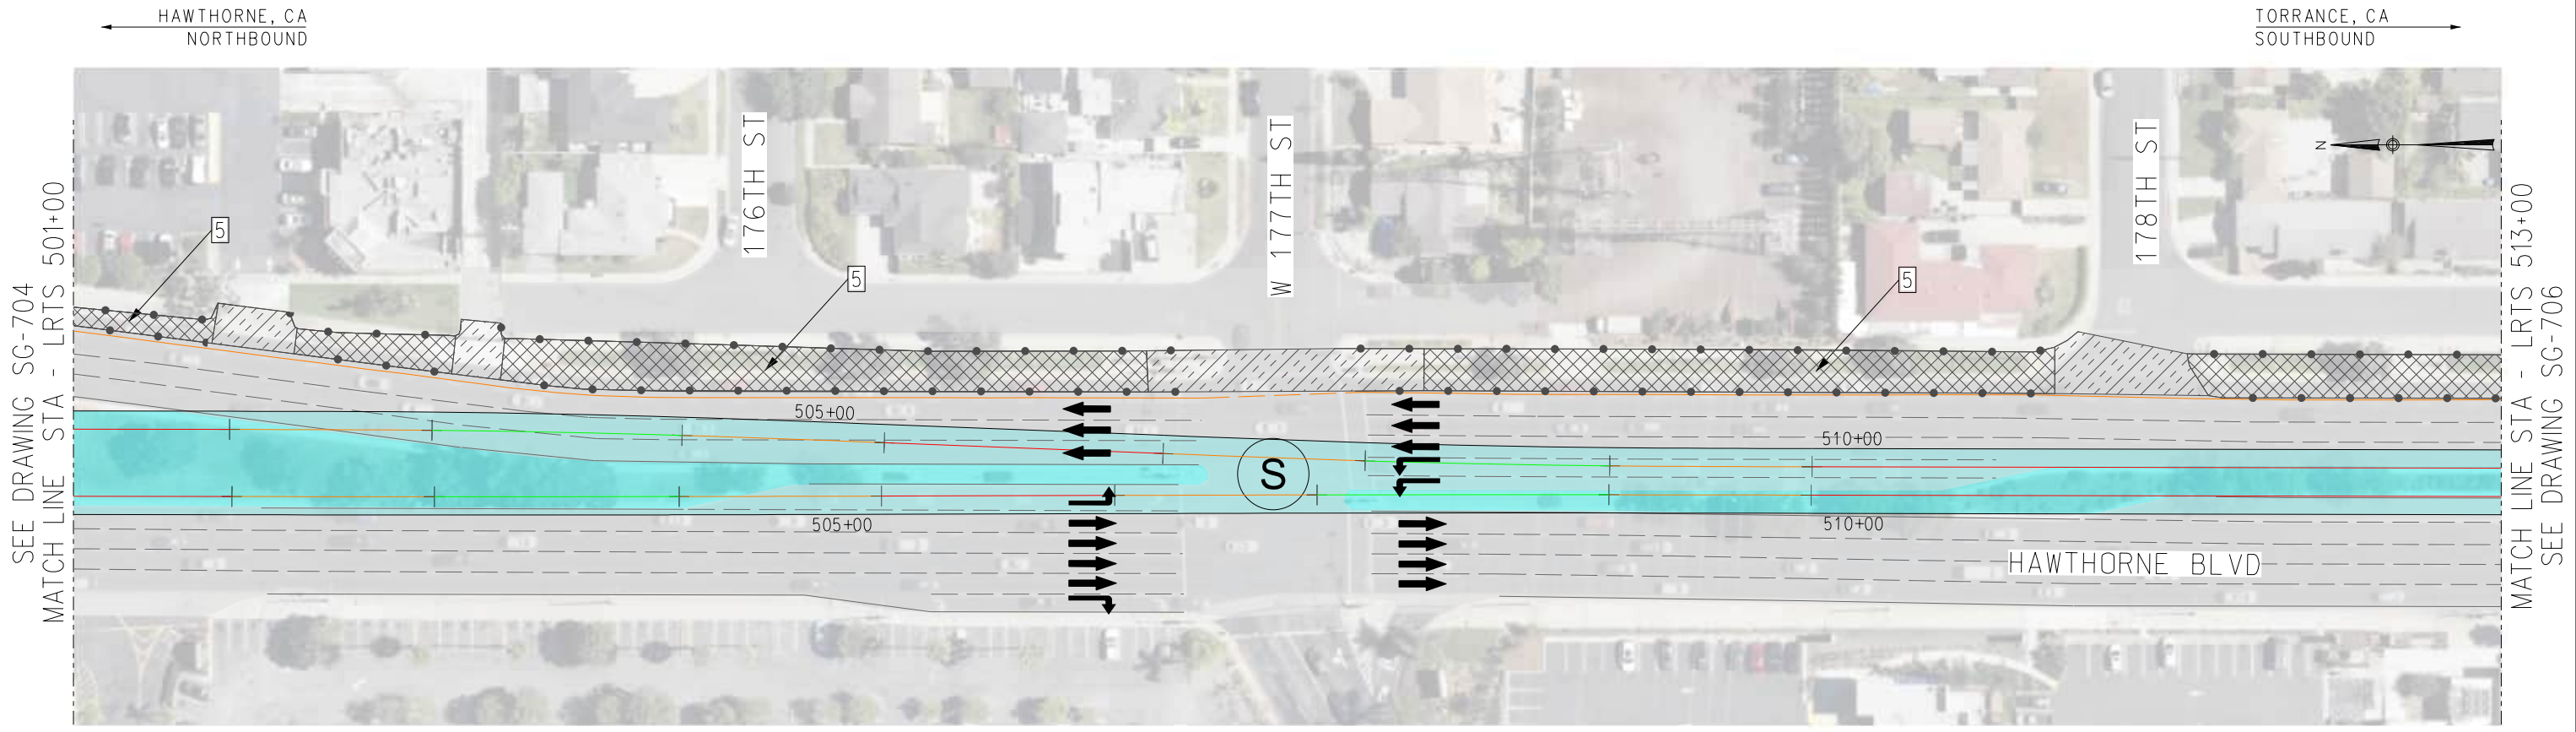 HAWTHORNE, CA
NORTHBOUND
TORRANCE, CA
SOUTHBOUND
SEE DRAWING SG-704
MATCH LINE STA - LRTS 501+00
5
176TH ST
5
W 177TH ST
5
178TH ST
N
505+00
510+00
S
505+00
510+00
HAWTHORNE BLVD
MATCH LINE STA - LRTS 513+00
SEE DRAWING SG-706